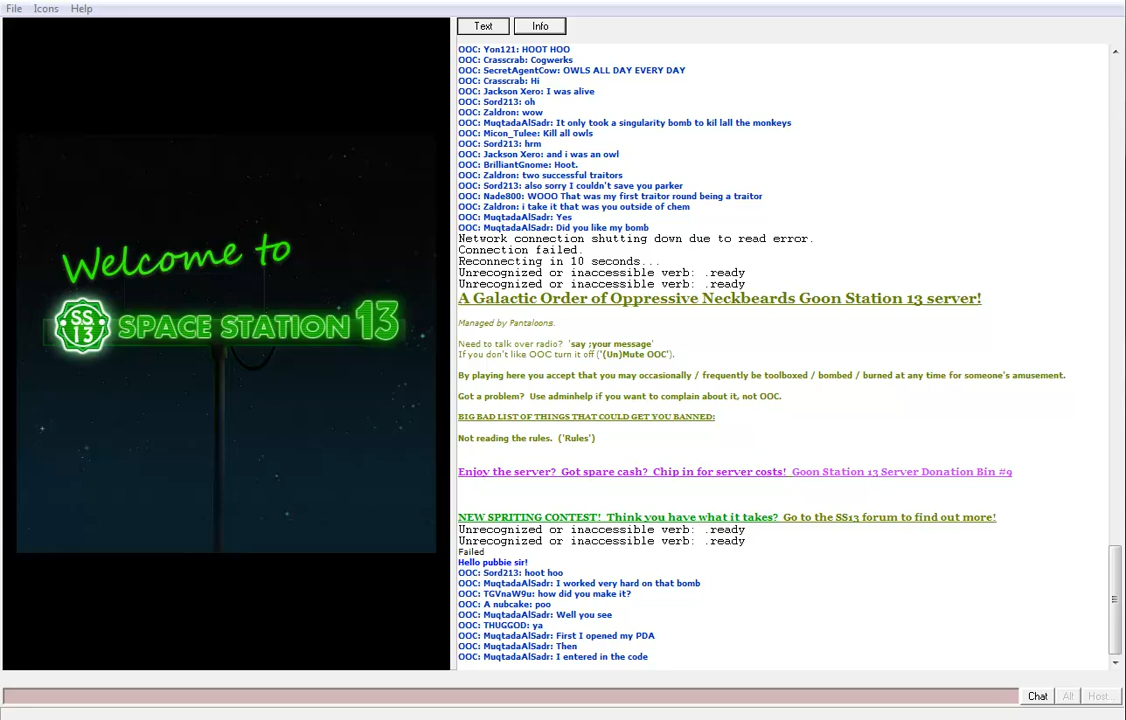 File Icons Help
Text Info
OOC: Yon121: HOOT HOO
OOC: Crasscrab: Cogwerks
OOC: SecretAgentCow: OWLS ALL DAY EVERY DAY
OOC: Crasscrab: Hi
OOC: Jackson Xero: I was alive
OOC: Sord213: oh
OOC: Zaldron: wow
OOC: MuqtadaAlSadr: It only took a singularity bomb to kil lall the monkeys
OOC: Micon_Tulee: Kill all owls
OOC: Sord213: hrm
OOC: Jackson Xero: and i was an owl
OOC: BrilliantGnome: Hoot.
OOC: Zaldron: two successful traitors
OOC: Sord213: also sorry I couldn't save you parker
OOC: Nade800: WOOO That was my first traitor round being a traitor
OOC: Zaldron: i take it that was you outside of chem
OOC: MuqtadaAlSadr: Yes
OOC: MuqtadaAlSadr: Did you like my bomb
Network connection shutting down due to read error.
Connection failed.
Reconnecting in 10 seconds...
Unrecognized or inaccessible verb: .ready
Unrecognized or inaccessible verb: .ready
A Galactic Order of Oppressive Neckbeards Goon Station 13 server!
Managed by Pantaloons.
Need to talk over radio? 'say ;your message'
If you don't like OOC turn it off ('(Un)Mute OOC').
By playing here you accept that you may occasionally / frequently be toolboxed / bombed / burned at any time for someone's amusement.
Got a problem? Use adminhelp if you want to complain about it, not OOC.
BIG BAD LIST OF THINGS THAT COULD GET YOU BANNED:
Not reading the rules. ('Rules')
Enjoy the server? Got spare cash? Chip in for server costs! Goon Station 13 Server Donation Bin #9
NEW SPRITING CONTEST! Think you have what it takes? Go to the SS13 forum to find out more!
Unrecognized or inaccessible verb: .ready
Unrecognized or inaccessible verb: .ready
Failed
Hello pubbie sir!
OOC: Sord213: hoot hoo
OOC: MuqtadaAlSadr: I worked very hard on that bomb
OOC: TGVnaW9u: how did you make it?
OOC: A nubcake: poo
OOC: MuqtadaAlSadr: Well you see
OOC: THUGGOD: ya
OOC: MuqtadaAlSadr: First I opened my PDA
OOC: MuqtadaAlSadr: Then
OOC: MuqtadaAlSadr: I entered in the code
Welcome to
S.S. 13
SPACE STATION 13
Chat Alt Host...